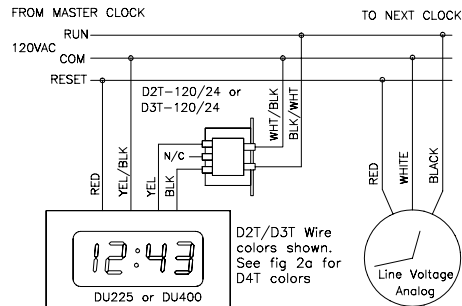 FROM MASTER CLOCK
TO NEXT CLOCK
RUN
120VAC
COM
RESET
D2T-120/24 or
D3T-120/24
WHT/BLK
BLK/WHT
N/C
RED
YEL/BLK
YEL
BLK
RED
WHITE
BLACK
12:43
DU225 or DU400
D2T/D3T Wire
colors shown.
See fig 2a for
D4T colors
Line Voltage
Analog